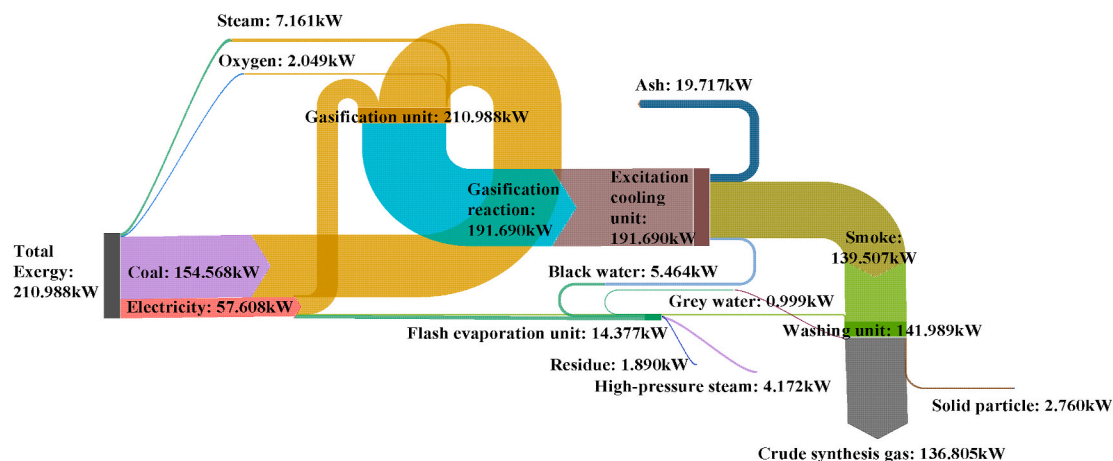 Steam: 7.161kW
Oxygen: 2.049kW
Ash: 19.717kW
Gasification unit: 210.988kW
Gasification
reaction:
191.690kW
Excitation
cooling
unit:
191.690kW
Total
Exergy:
210.988kW
Coal: 154.568kW
Smoke:
139.507kW
Black water: 5.464kW
Electricity: 57.608kW
Grey water: 0.999kW
Flash evaporation unit: 14.377kW
Washing unit: 141.989kW
Residue: 1.890kW
High-pressure steam: 4.172kW
Solid particle: 2.760kW
Crude synthesis gas: 136.805kW